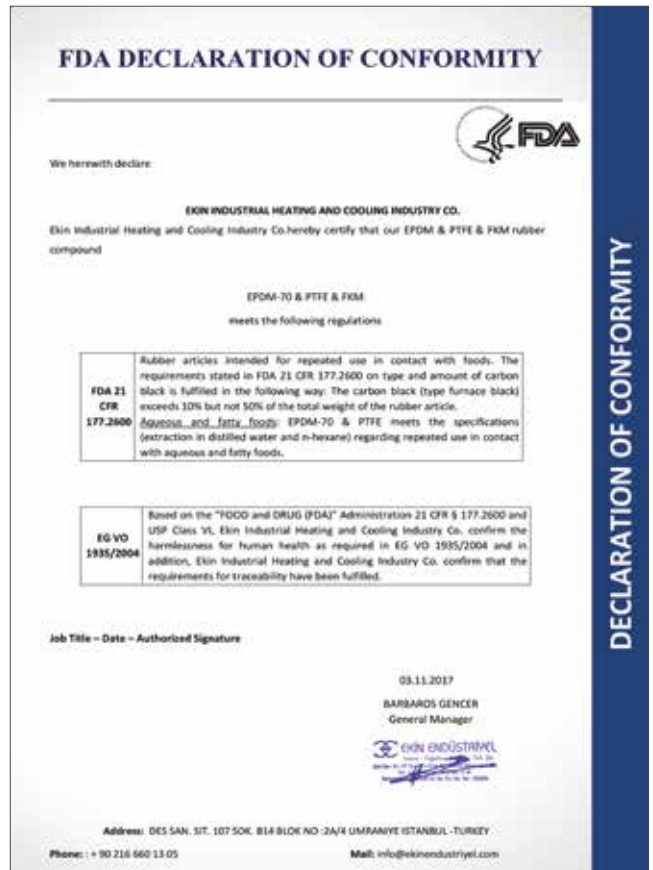 FDA DECLARATION OF CONFORMITY
FDA
We herewith declare
EKIN INDUSTRIAL HEATING AND COOLING INDUSTRY CO.
Ekin Industrial Heating and Cooling Industry Co.hereby certify that our EPDM & PTFE & FKM rubber
compound
EPDM-70 & PTFE & FKM
meets the following regulations
FDA 21
CFR
177.2600
Rubber articles intended for repeated use in contact with foods. The
requirements stated in FDA 21 CFR 177.2600 on type and amount of carbon
black is fulfilled in the following way: The carbon black (type furnace black)
exceeds 10% but not 50% of the total weight of the rubber article.
Aqueous and fatty foods: EPDM-70 & PTFE meets the specifications
(extraction in distilled water and n-hexane) regarding repeated use in contact
with aqueous and fatty foods.
EG VO
1935/2004
Based on the "FOOD and DRUG (FDA)" Administration 21 CFR § 177.2600 and
USP Class VI, Ekin Industrial Heating and Cooling Industry Co. confirm the
harmlessness for human health as required in EG VO 1935/2004 and in
addition, Ekin Industrial Heating and Cooling Industry Co. confirm that the
requirements for traceability have been fulfilled.
Job Title – Date – Authorized Signature
03.11.2017
BARBAROS GENCER
General Manager
EKİN ENDÜSTRİYEL
Address: DES SAN. SIT. 107 SOK. B14 BLOK NO :2A/4 UMRANIYE ISTANBUL -TURKEY
Phone: : + 90 216 660 13 05
Mail: info@ekinendustriyel.com
DECLARATION OF CONFORMITY